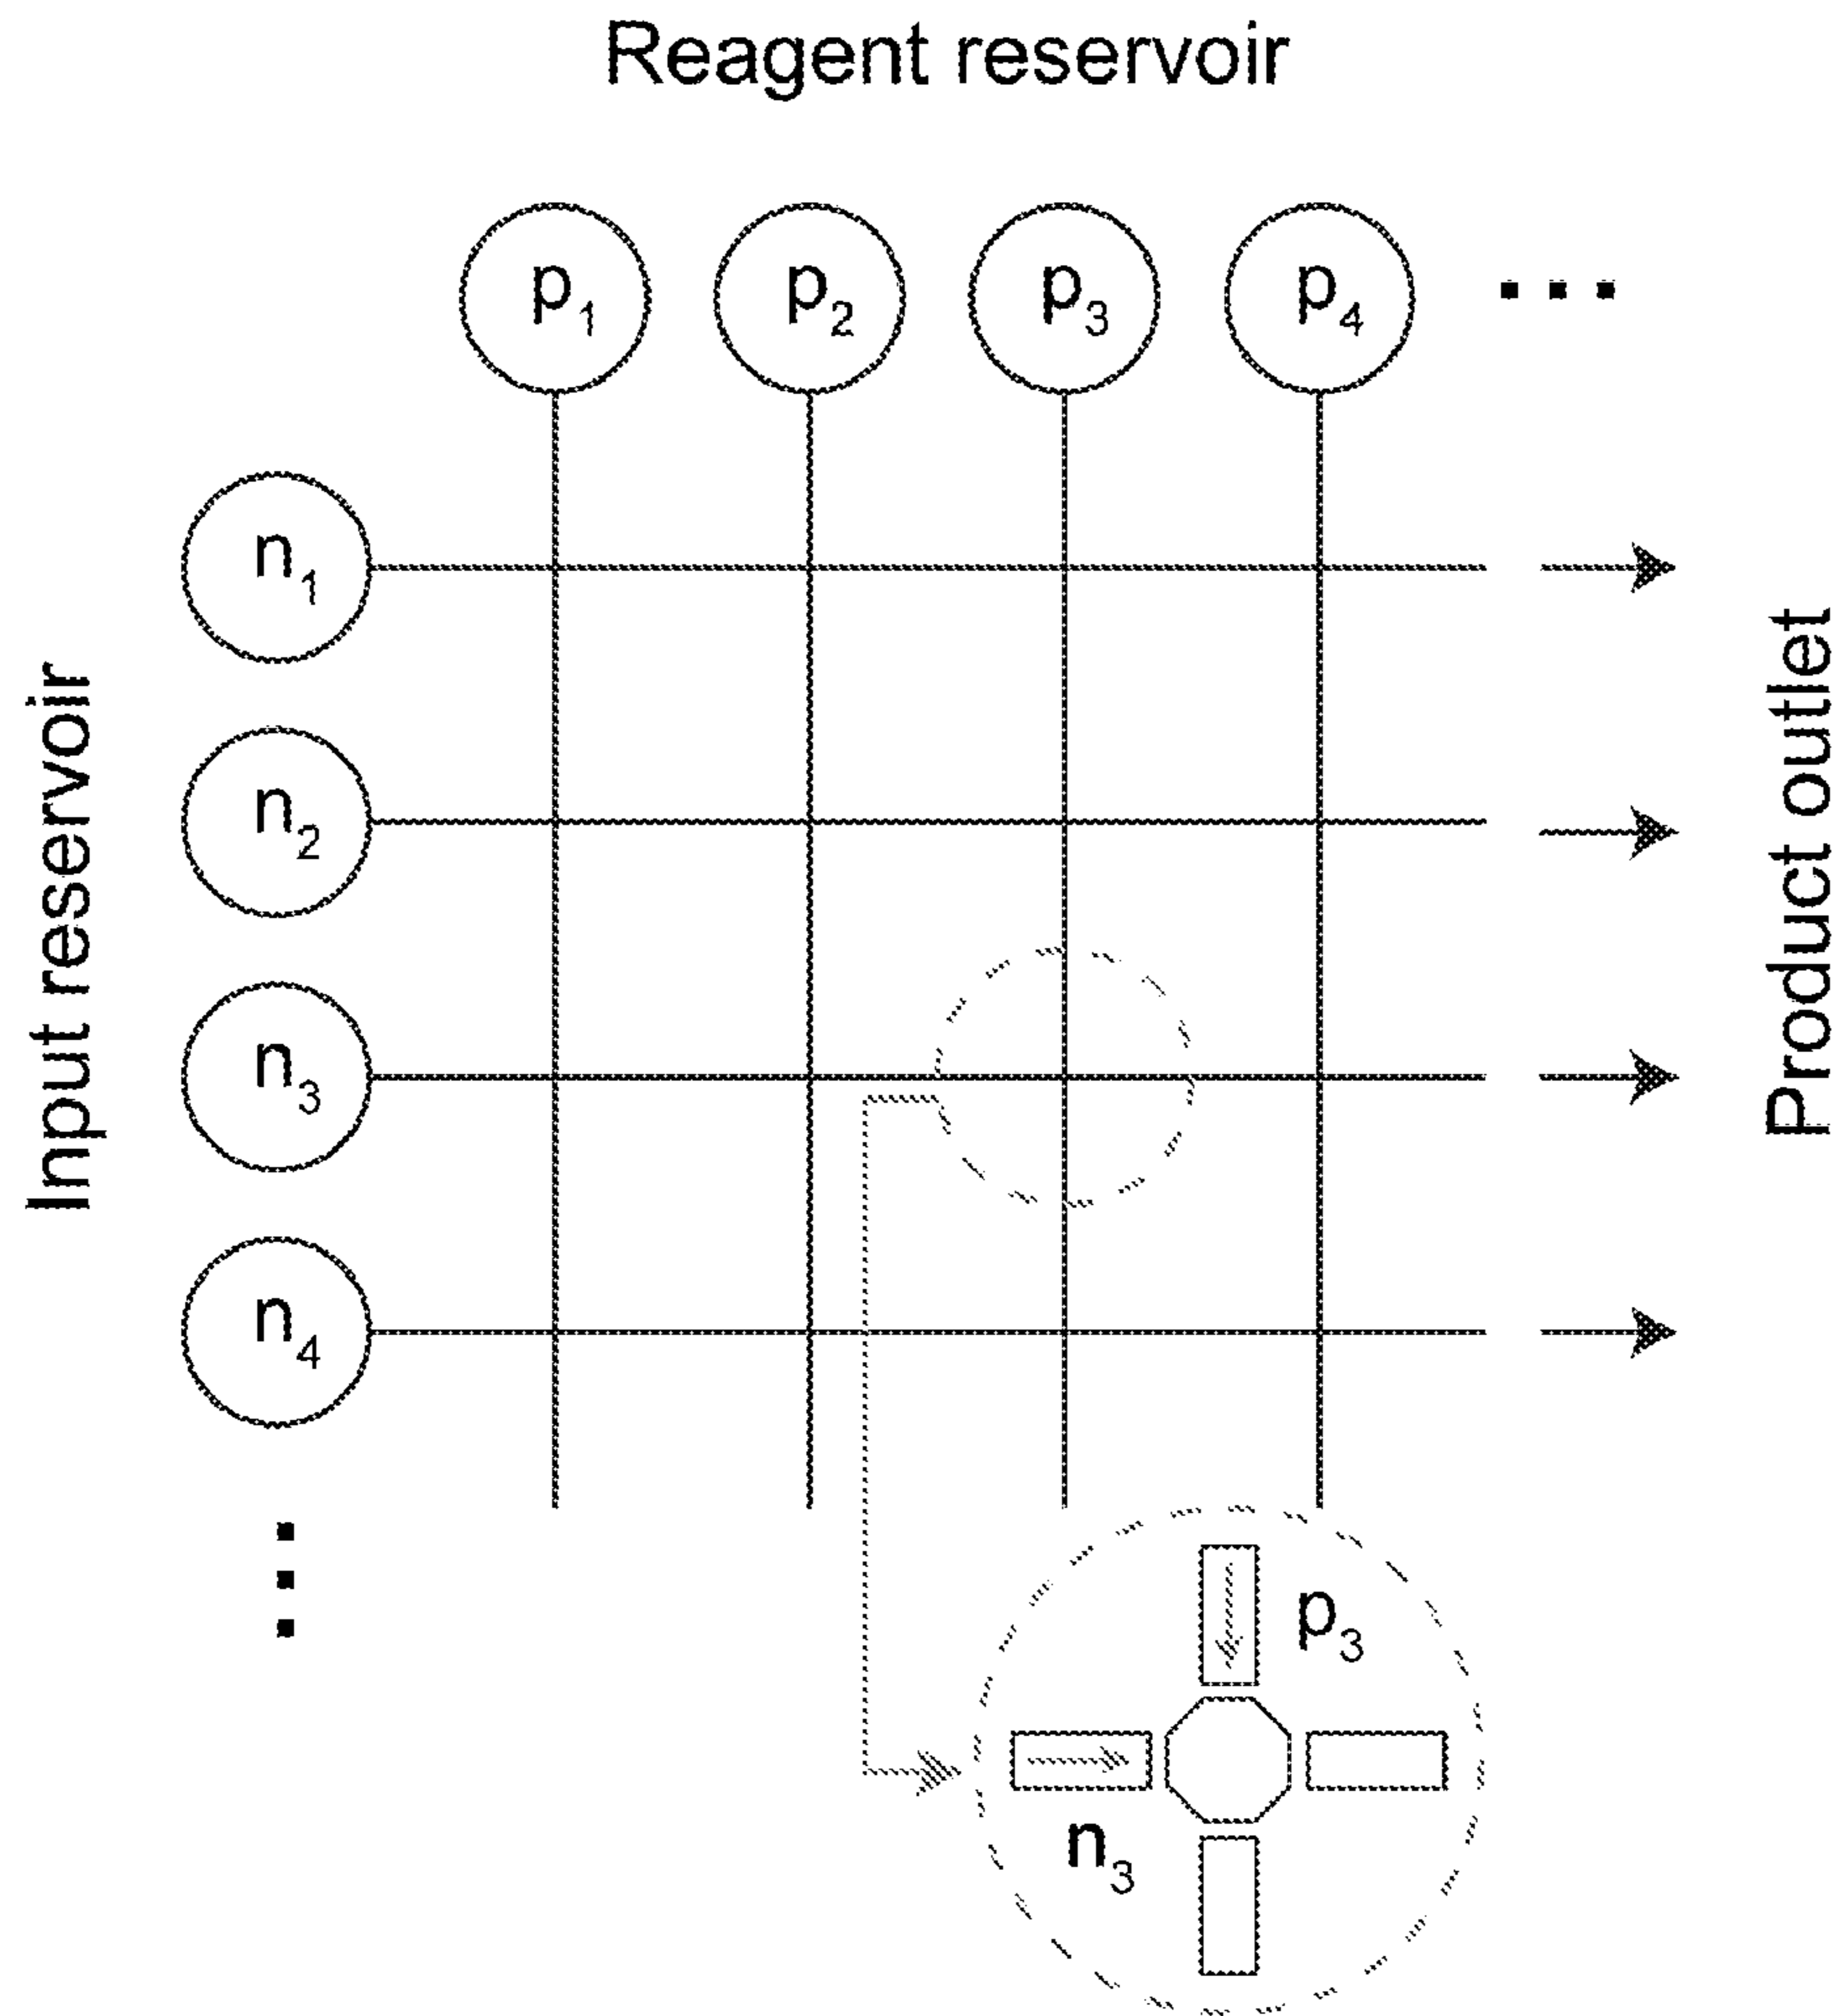 Reagent reservoir
p₁ p₂ p₃ p₄ ...
Input reservoir
n₁
n₂
n₃
n₄
Product outlet
p₃
n₃